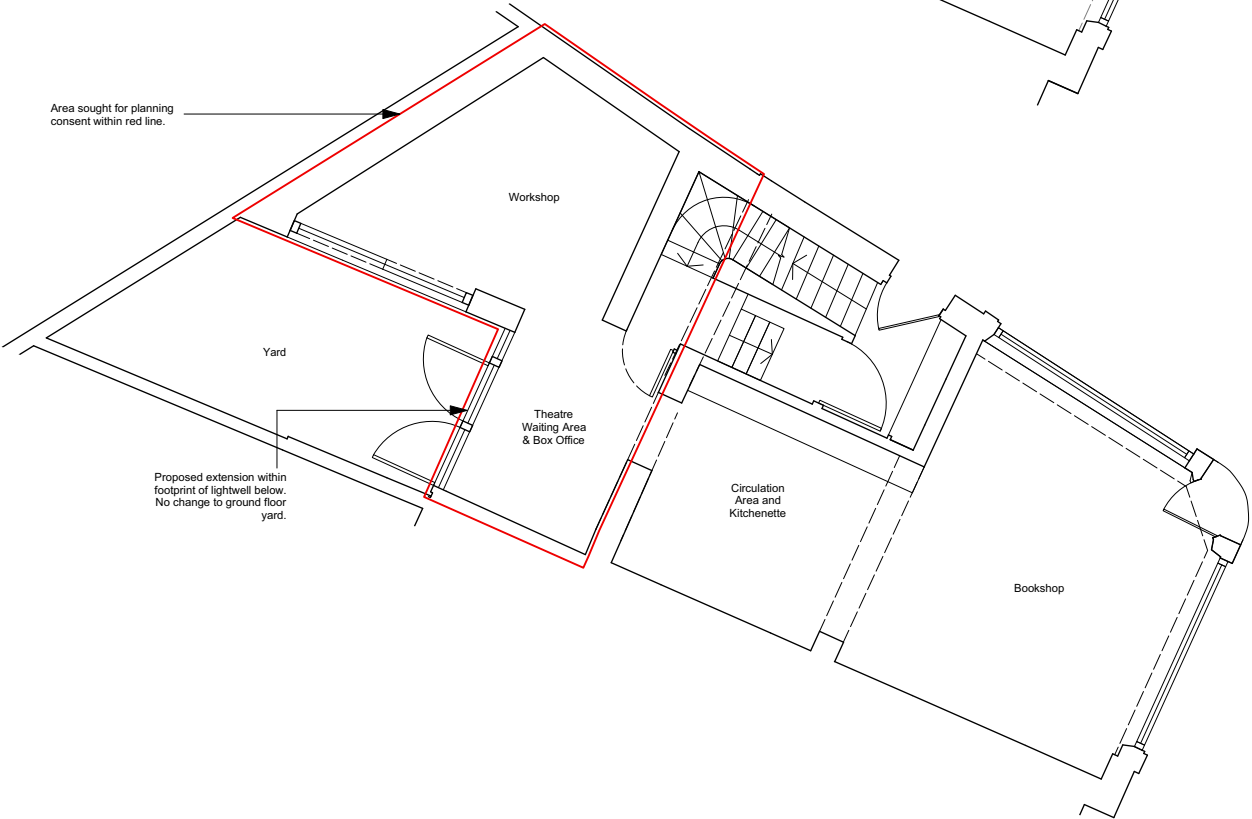 Area sought for planning
consent within red line.
Workshop
Yard
Theatre
Waiting Area
& Box Office
Proposed extension within
footprint of lightwell below.
No change to ground floor
yard.
Circulation
Area and
Kitchenette
Bookshop